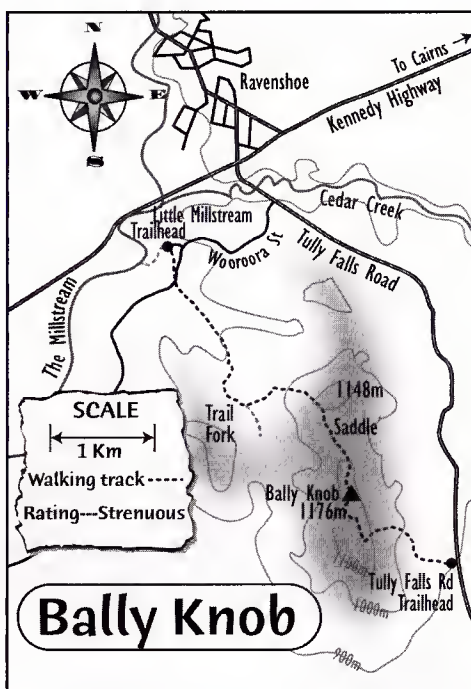 N
W
E
S
Ravenshoe
To Cairns
Kennedy Highway
Cedar Creek
Little Millstream
Trailhead
Wooroora St
Tully Falls Road
The Millstream
SCALE
1 Km
Walking track
Rating---Strenuous
Trail
Fork
1148m
Saddle
Bally Knob
1176m
1000m
900m
Tully Falls Rd
Trailhead
Bally Knob